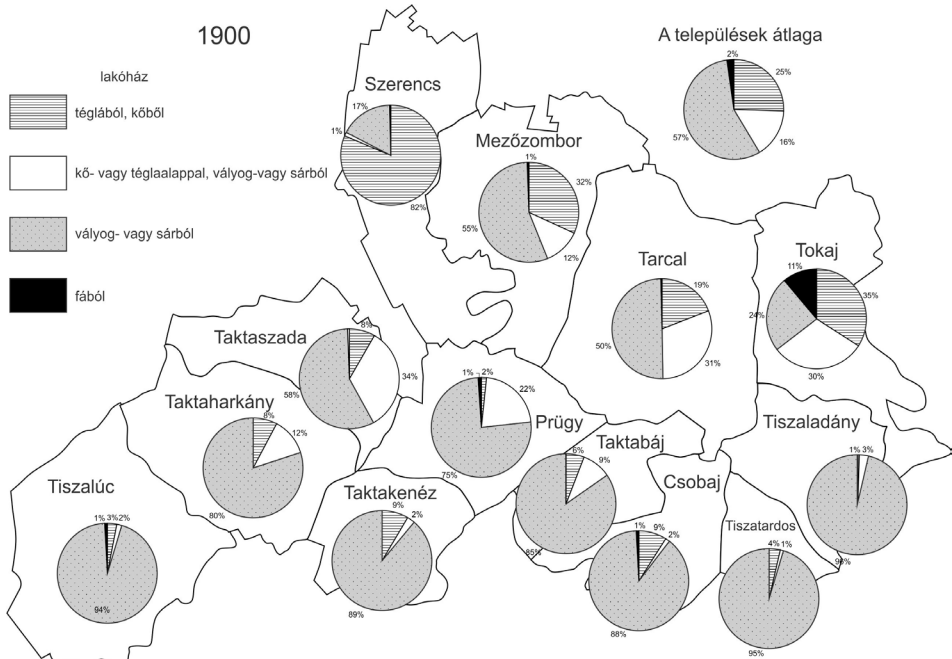 1900
lakóház
téglából, kőből
kő- vagy téglaalappal, vályog-vagy sárból
vályog- vagy sárból
fából
A települések átlaga
2%
25%
57%
16%
Szerencs
17%
1%
82%
Mezőzombor
1%
32%
55%
12%
Tarcal
19%
50%
31%
Tokaj
11%
35%
24%
30%
Taktaszada
8%
34%
58%
Taktaharkány
8%
12%
80%
Prügy
1%
2%
22%
75%
Taktabáj
6%
9%
85%
Csobaj
1%
9%
2%
88%
Tiszaladány
1%
3%
96%
Tiszatardos
4%
1%
95%
Taktakenéz
9%
2%
89%
Tiszalúc
1%
3%
2%
94%